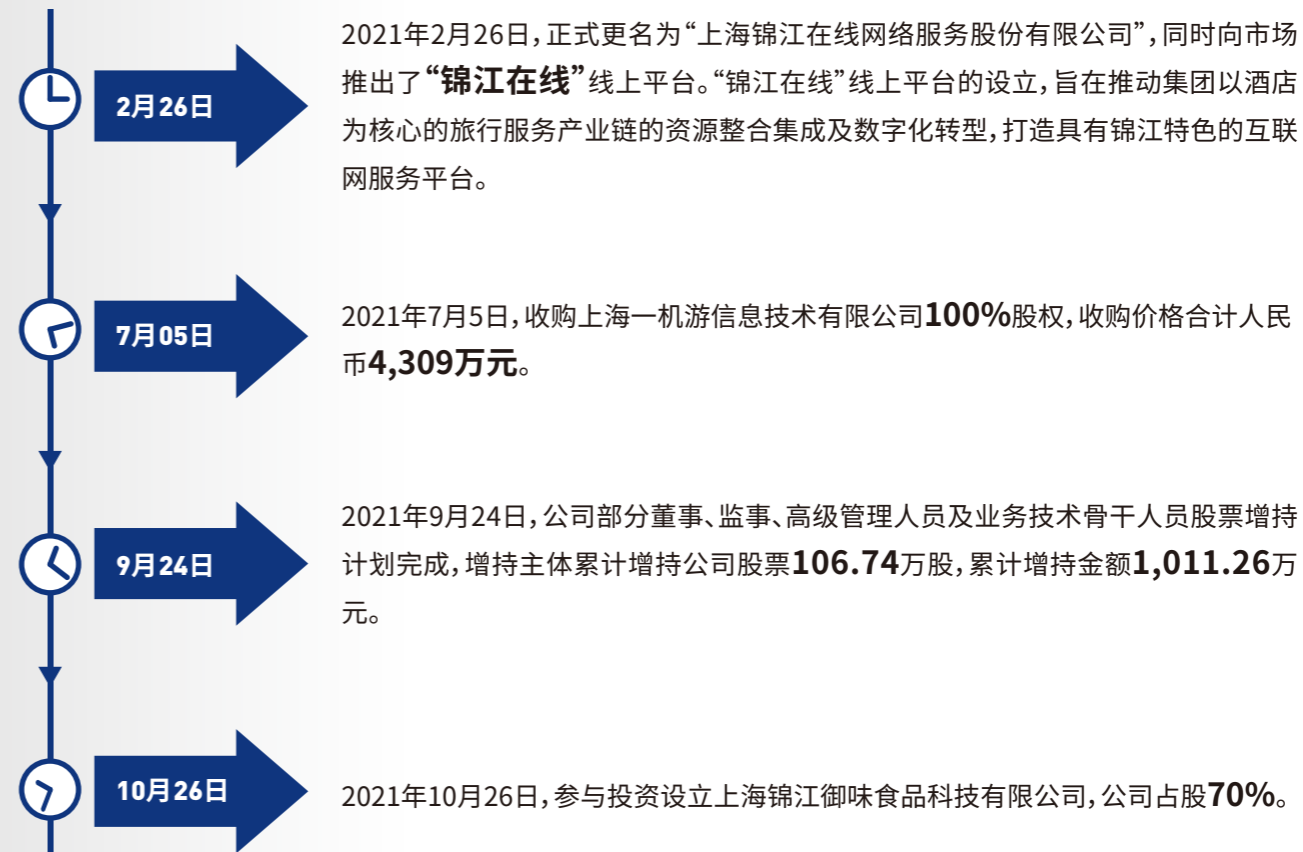 2月26日
2021年2月26日，正式更名为“上海锦江在线网络服务股份有限公司”，同时向市场
推出了“锦江在线”线上平台。“锦江在线”线上平台的设立，旨在推动集团以酒店
为核心的旅行服务产业链的资源整合集成及数字化转型，打造具有锦江特色的互联
网服务平台。
7月05日
2021年7月5日，收购上海一机游信息技术有限公司100%股权，收购价格合计人民
币4,309万元。
9月24日
2021年9月24日，公司部分董事、监事、高级管理人员及业务技术骨干人员股票增持
计划完成，增持主体累计增持公司股票106.74万股，累计增持金额1,011.26万
元。
10月26日
2021年10月26日，参与投资设立上海锦江御味食品科技有限公司，公司占股70%。